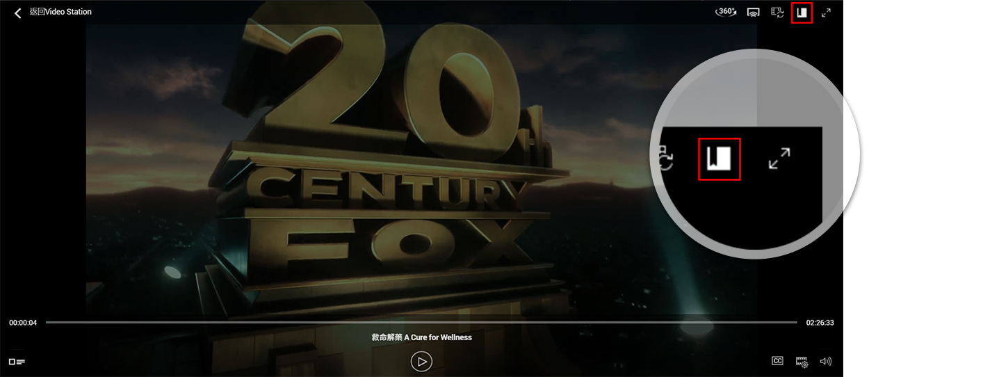 返回Video Station
360°
20th
CENTURY
FOX
00:00:04
02:26:33
救命解藥 A Cure for Wellness
CC